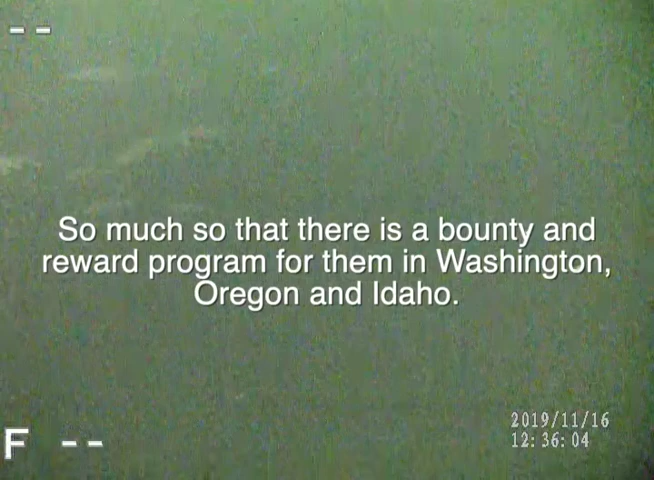 --
So much so that there is a bounty and
reward program for them in Washington,
Oregon and Idaho.
2019/11/16
F --
12:36:04